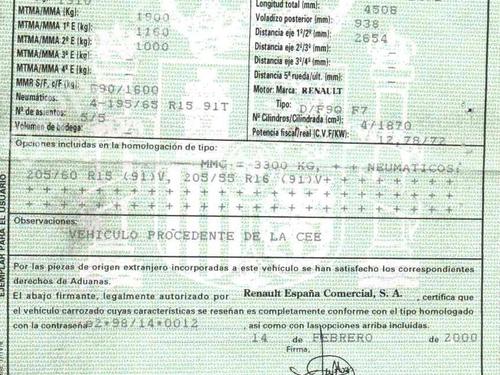 MTMA/MMA (Kg):
MTMA/MMA 1º E (kg): 1900
MTMA/MMA 2º E (kg): 1160
MTMA/MMA 3º E (kg): 1000
MTMA/MMA 4º E (kg):
MMR S/F, c/F (kg): 690/1600
Neumáticos: 4-195/65 R15 91T
Nº de asientos: 5/5
Volumen de bodega:
Longitud total (mm): 4508
Voladizo posterior (mm): 938
Distancia eje 1º/2º (mm): 2654
Distancia eje 2º/3º (mm):
Distancia eje 3º/4º (mm):
Distancia 5ª rueda/ult. (mm):
Motor: Marca: RENAULT
Tipo: D/F9Q F7
Nº Cilindros/Cilindrada (cm³): 4/1870
Potencia fiscal/real (C.V.F/KW): 12,78/72
Opciones incluidas en la homologación de tipo:
MMC = 3300 KG, + + NEUMATICOS:
205/60 R15 (91)V, 205/55 R16 (91)V+ + + + + + +
Observaciones:
VEHICULO PROCEDENTE DE LA CEE
Por las piezas de origen extranjero incorporadas a este vehículo se han satisfecho los correspondientes
derechos de Aduanas.
El abajo firmante, legalmente autorizado por Renault España Comercial, S. A. , certifica que
el vehículo carrozado cuyas características se reseñan es completamente conforme con el tipo homologado
con la contraseña e2*98/14*0012 , así como con las opciones arriba incluidas.
14 de FEBRERO de 2000
Firma,
EJEMPLAR PARA EL USUARIO